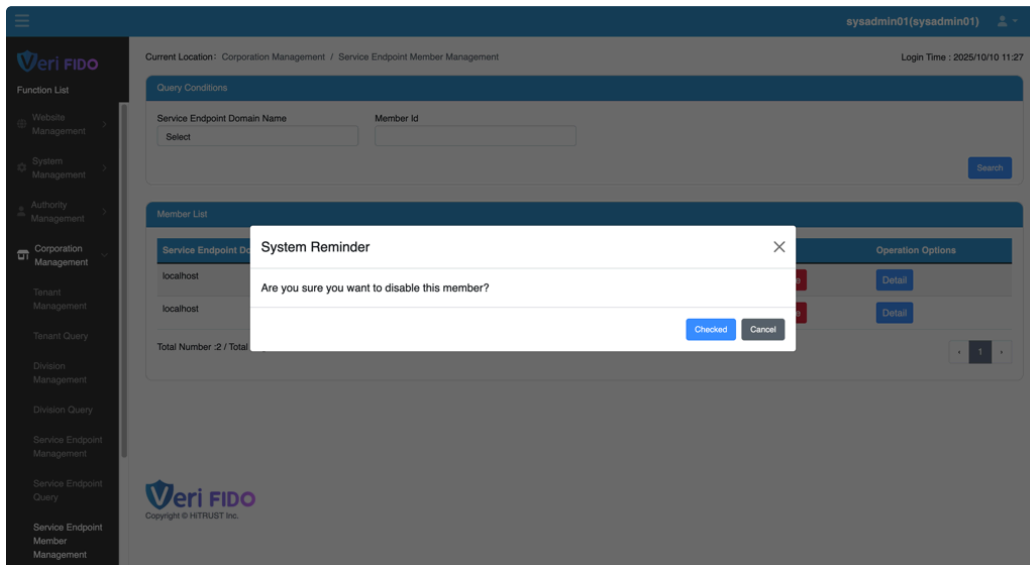 sysadmin01(sysadmin01)
Veri FIDO
Current Location: Corporation Management / Service Endpoint Member Management
Login Time : 2025/10/10 11:27
Function List
Query Conditions
Website
Management
Service Endpoint Domain Name
Member Id
Select
System
Management
Search
Authority
Management
Member List
Corporation
Management
Service Endpoint Do
Operation Options
System Reminder
localhost
Detail
Are you sure you want to disable this member?
Tenant
Management
localhost
Detail
Checked
Cancel
Tenant Query
Total Number :2 / Total
1
Division
Management
Division Query
Service Endpoint
Management
Service Endpoint
Query
Veri FIDO
Copyright © HiTRUST Inc.
Service Endpoint
Member
Management